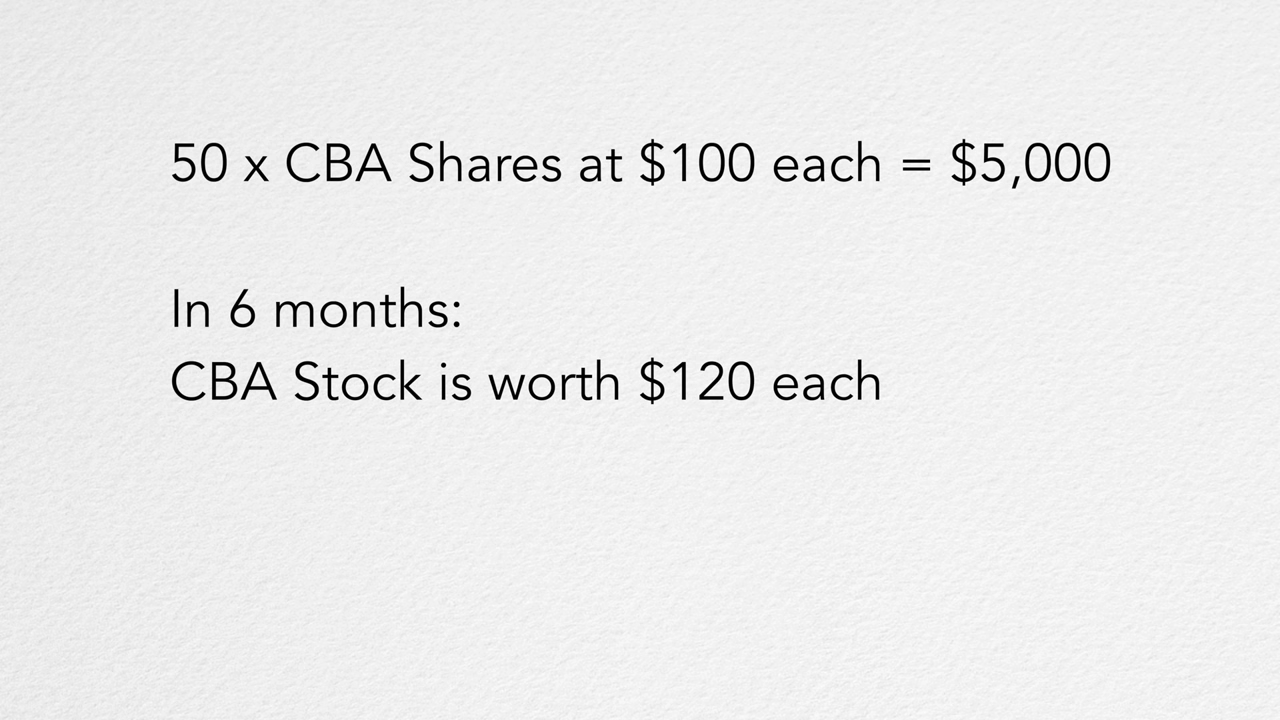 50 x CBA Shares at $100 each = $5,000
In 6 months:
CBA Stock is worth $120 each